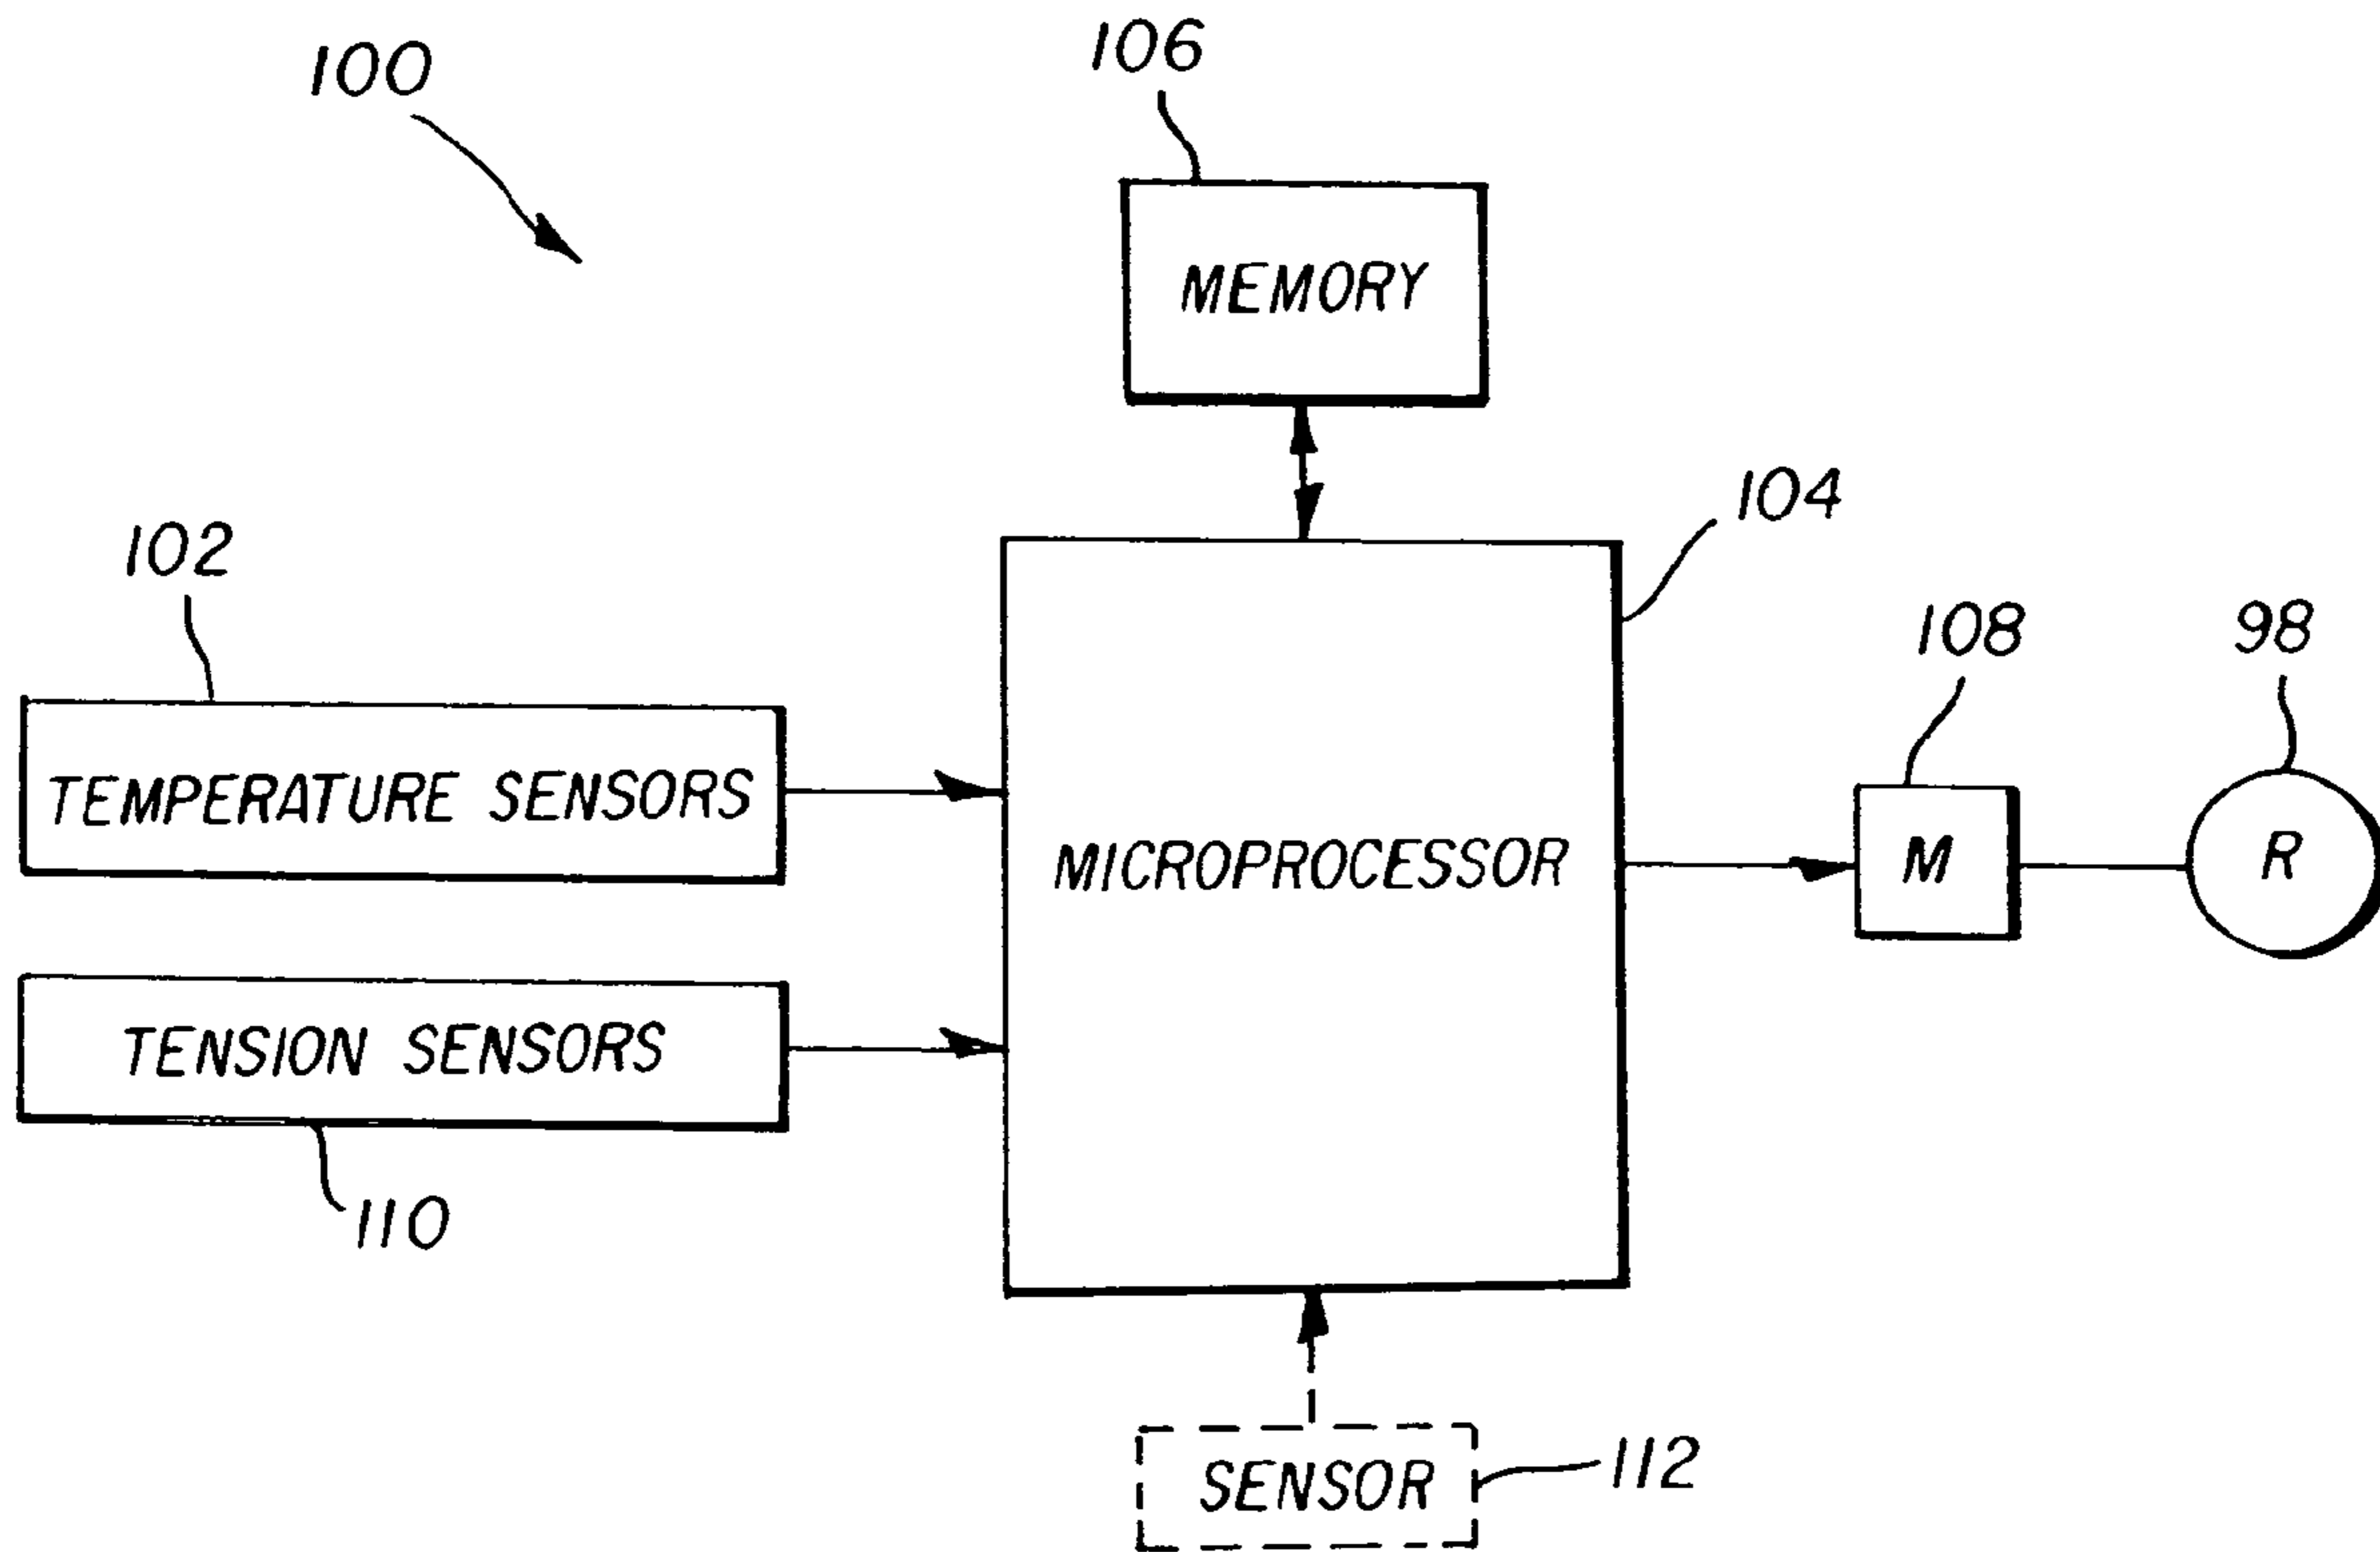 100
106
MEMORY
104
102
108
98
TEMPERATURE SENSORS
MICROPROCESSOR
M
R
TENSION SENSORS
110
SENSOR
112